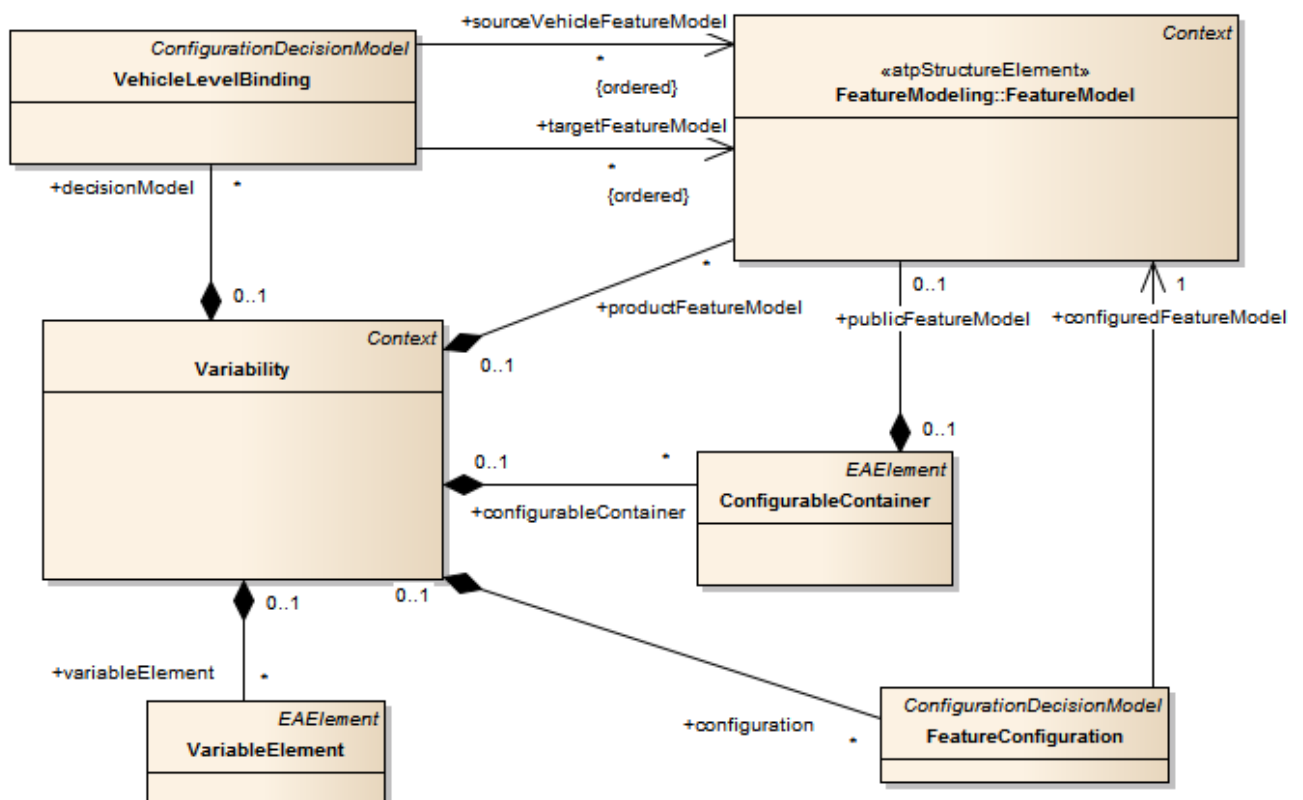 +sourceVehicleFeatureModel
ConfigurationDecisionModel
VehicleLevelBinding
*
{ordered}
Context
«atpStructureElement»
FeatureModeling::FeatureModel
+targetFeatureModel
*
{ordered}
+decisionModel
*
0..1
*
+productFeatureModel
0..1
0..1
+publicFeatureModel
1
+configuredFeatureModel
Context
Variability
0..1
*
+configurableContainer
0..1
EAElement
ConfigurableContainer
0..1
0..1
+variableElement
*
+configuration
*
EAElement
VariableElement
ConfigurationDecisionModel
FeatureConfiguration